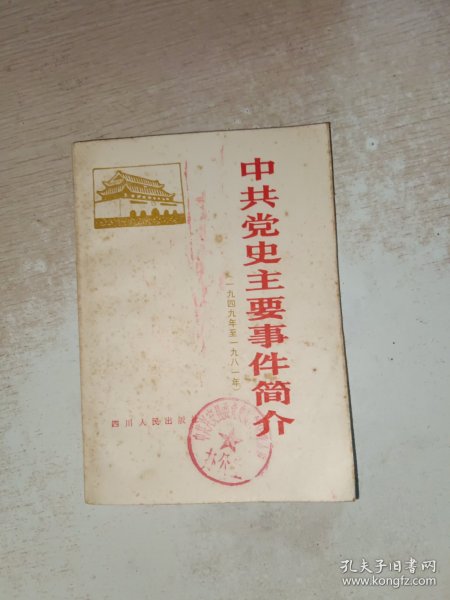 中共党史主要事件简介
（一九四九年至一九八一年）
四川人民出版社
孔夫子旧书网
www.kongfz.com